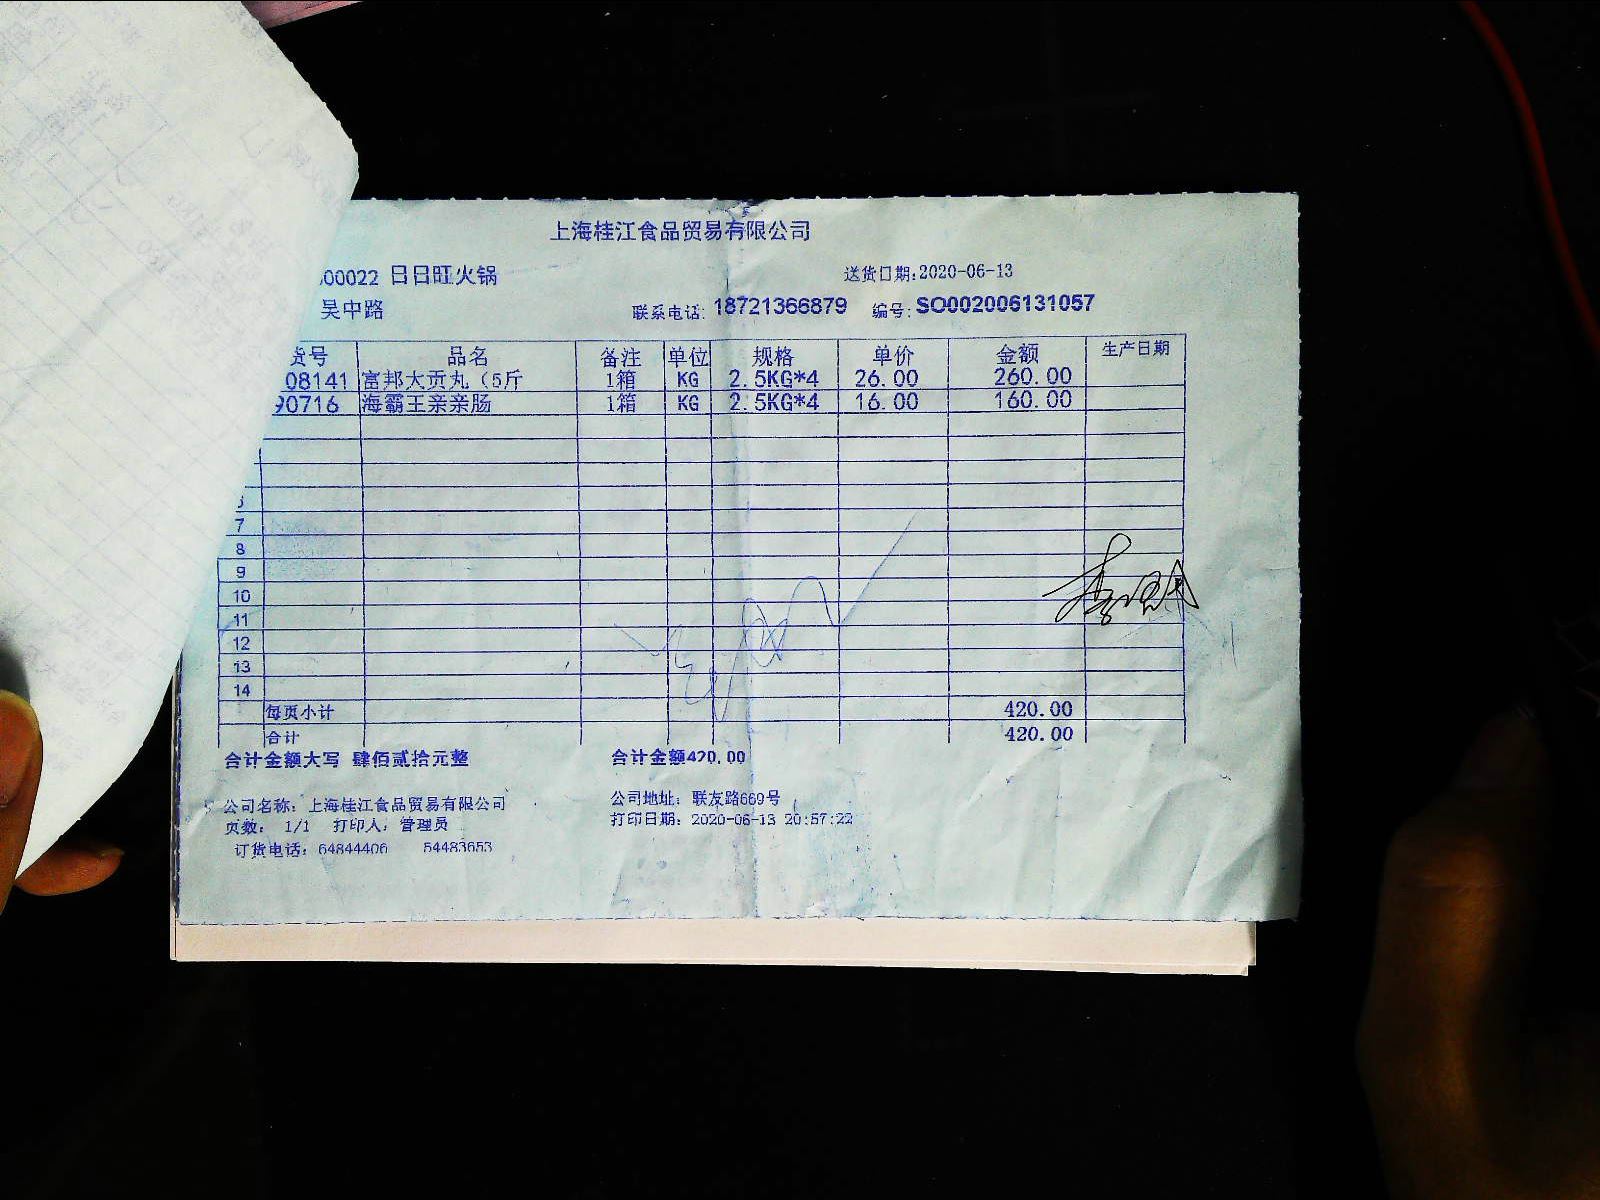 上海桂江食品贸易有限公司
00022 日日旺火锅 送货日期:2020-06-13
吴中路 联系电话: 18721366879 编号: SO002006131057
货号 品名 备注 单位 规格 单价 金额 生产日期
08141 富邦大贡丸（5斤 1箱 KG 2.5KG*4 26.00 260.00
90716 海霸王亲亲肠 1箱 KG 2.5KG*4 16.00 160.00
6
7
8
9
10
11
12
13
14
每页小计 420.00
合计 420.00
合计金额大写 肆佰贰拾元整 合计金额420.00
公司名称: 上海桂江食品贸易有限公司 公司地址: 联友路669号
页数: 1/1 打印人: 管理员 打印日期: 2020-06-13 20:57:22
订货电话: 64844406 54483653